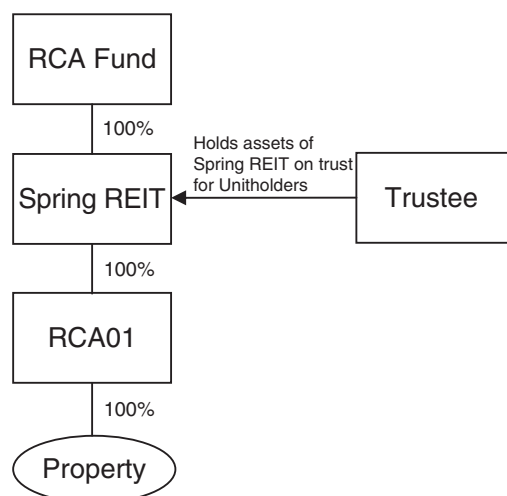 RCA Fund
100%
Holds assets of
Spring REIT on trust
for Unitholders
Spring REIT
Trustee
100%
RCA01
100%
Property